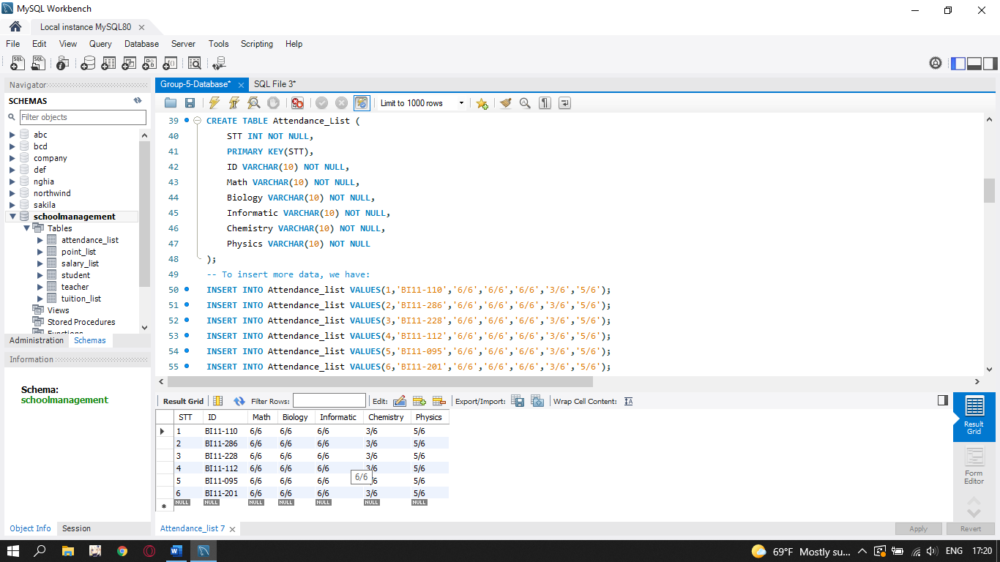 MySQL Workbench
Local instance MySQL80
File Edit View Query Database Server Tools Scripting Help
Navigator
SCHEMAS
Filter objects
abc
bcd
company
def
nghia
northwind
sakila
schoolmanagement
Tables
attendance_list
point_list
salary_list
student
teacher
tuition_list
Views
Stored Procedures
Administration Schemas
Information
Schema:
schoolmanagement
Object Info Session
Group-5-Database* SQL File 3*
Limit to 1000 rows
39 CREATE TABLE Attendance_List (
40 STT INT NOT NULL,
41 PRIMARY KEY(STT),
42 ID VARCHAR(10) NOT NULL,
43 Math VARCHAR(10) NOT NULL,
44 Biology VARCHAR(10) NOT NULL,
45 Informatic VARCHAR(10) NOT NULL,
46 Chemistry VARCHAR(10) NOT NULL,
47 Physics VARCHAR(10) NOT NULL
48 );
49 -- To insert more data, we have:
50 INSERT INTO Attendance_list VALUES(1,'BI11-110','6/6','6/6','6/6','3/6','5/6');
51 INSERT INTO Attendance_list VALUES(2,'BI11-286','6/6','6/6','6/6','3/6','5/6');
52 INSERT INTO Attendance_list VALUES(3,'BI11-228','6/6','6/6','6/6','3/6','5/6');
53 INSERT INTO Attendance_list VALUES(4,'BI11-112','6/6','6/6','6/6','3/6','5/6');
54 INSERT INTO Attendance_list VALUES(5,'BI11-095','6/6','6/6','6/6','3/6','5/6');
55 INSERT INTO Attendance_list VALUES(6,'BI11-201','6/6','6/6','6/6','3/6','5/6');
Result Grid Filter Rows: Edit: Export/Import: Wrap Cell Content:
STT ID Math Biology Informatic Chemistry Physics
1 BI11-110 6/6 6/6 6/6 3/6 5/6
2 BI11-286 6/6 6/6 6/6 3/6 5/6
3 BI11-228 6/6 6/6 6/6 3/6 5/6
4 BI11-112 6/6 6/6 6/6 3/6 5/6
5 BI11-095 6/6 6/6 6/6 /6 5/6
6 BI11-201 6/6 6/6 6/6 3/6 5/6
NULL NULL NULL NULL NULL NULL NULL
6/6
Result
Grid
Form
Editor
Attendance_list 7
Apply Revert
69°F Mostly su... ENG 17:20